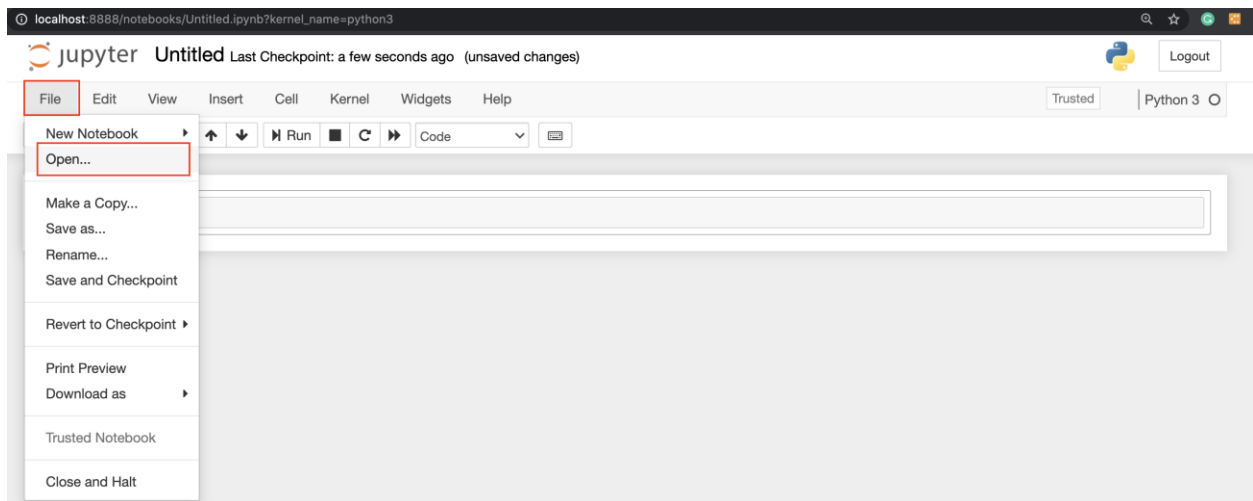 localhost:8888/notebooks/Untitled.ipynb?kernel_name=python3
jupyter Untitled Last Checkpoint: a few seconds ago (unsaved changes) Logout
File Edit View Insert Cell Kernel Widgets Help Trusted Python 3
New Notebook Run Code
Open...
Make a Copy...
Save as...
Rename...
Save and Checkpoint
Revert to Checkpoint
Print Preview
Download as
Trusted Notebook
Close and Halt